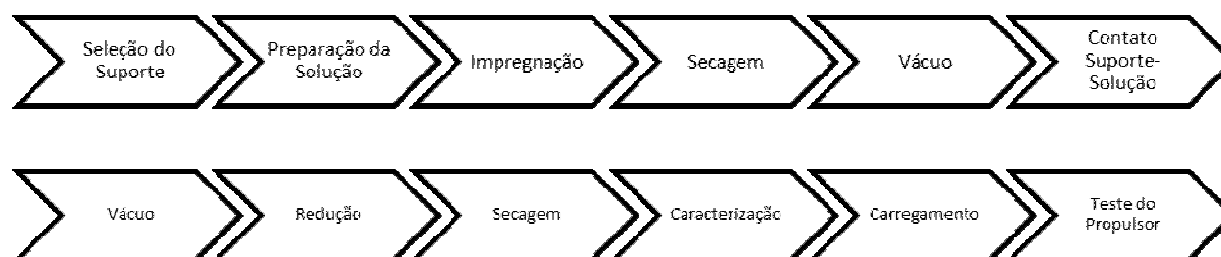 Seleção do
Suporte
Preparação da
Solução
Impregnação
Secagem
Vácuo
Contato
Suporte-
Solução
Vácuo
Redução
Secagem
Caracterizaçãc
Carregamento
Teste do
Propulsor